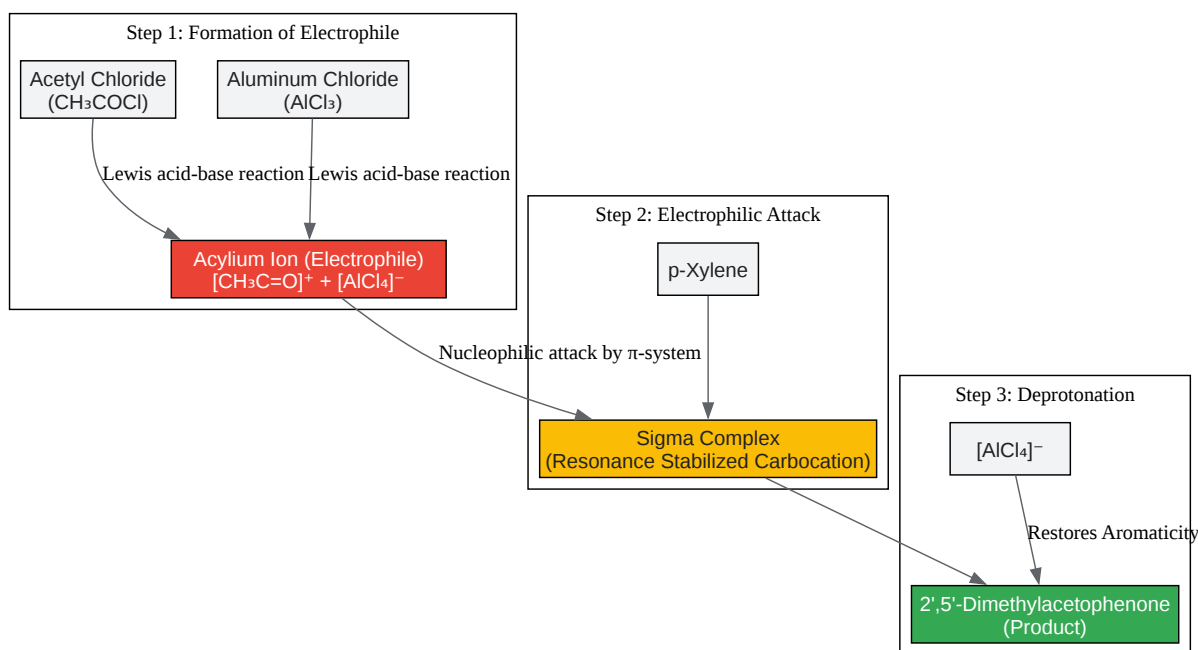 Step 1: Formation of Electrophile
Acetyl Chloride
(CH₃COCl)
Aluminum Chloride
(AlCl₃)
Lewis acid-base reaction
Lewis acid-base reaction
Acylium Ion (Electrophile)
[CH₃C=O]⁺ + [AlCl₄]⁻
Step 2: Electrophilic Attack
p-Xylene
Nucleophilic attack by π-system
Sigma Complex
(Resonance Stabilized Carbocation)
Step 3: Deprotonation
[AlCl₄]⁻
Restores Aromaticity
2',5'-Dimethylacetophenone
(Product)